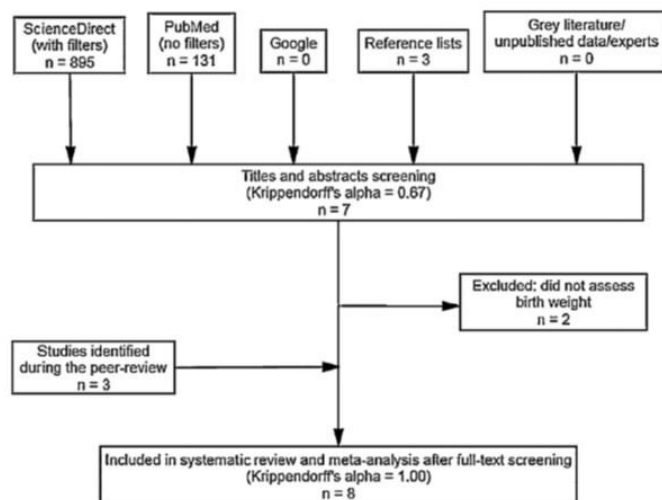 ScienceDirect
(with filters)
n = 895
PubMed
(no filters)
n = 131
Google
n = 0
Reference lists
n = 3
Grey literature/
unpublished data/experts
n = 0
Titles and abstracts screening
(Krippendorff's alpha = 0.67)
n = 7
Excluded: did not assess
birth weight
n = 2
Studies identified
during the peer-review
n = 3
Included in systematic review and meta-analysis after full-text screening
(Krippendorff's alpha = 1.00)
n = 8